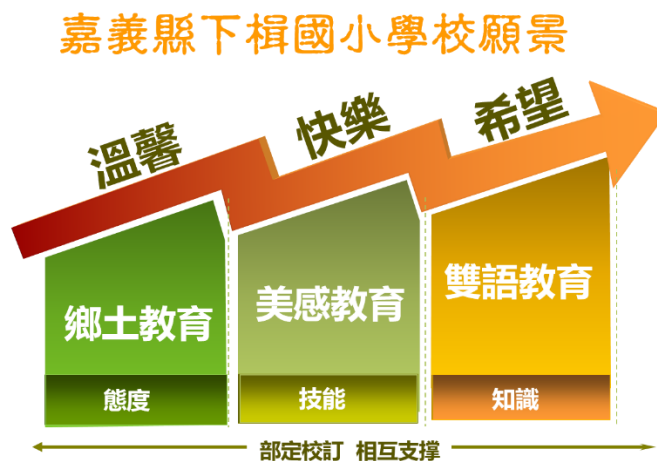 嘉義縣下楫國小學校願景
溫馨 快樂 希望
鄉土教育 美感教育 雙語教育
態度 技能 知識
部定校訂 相互支撐